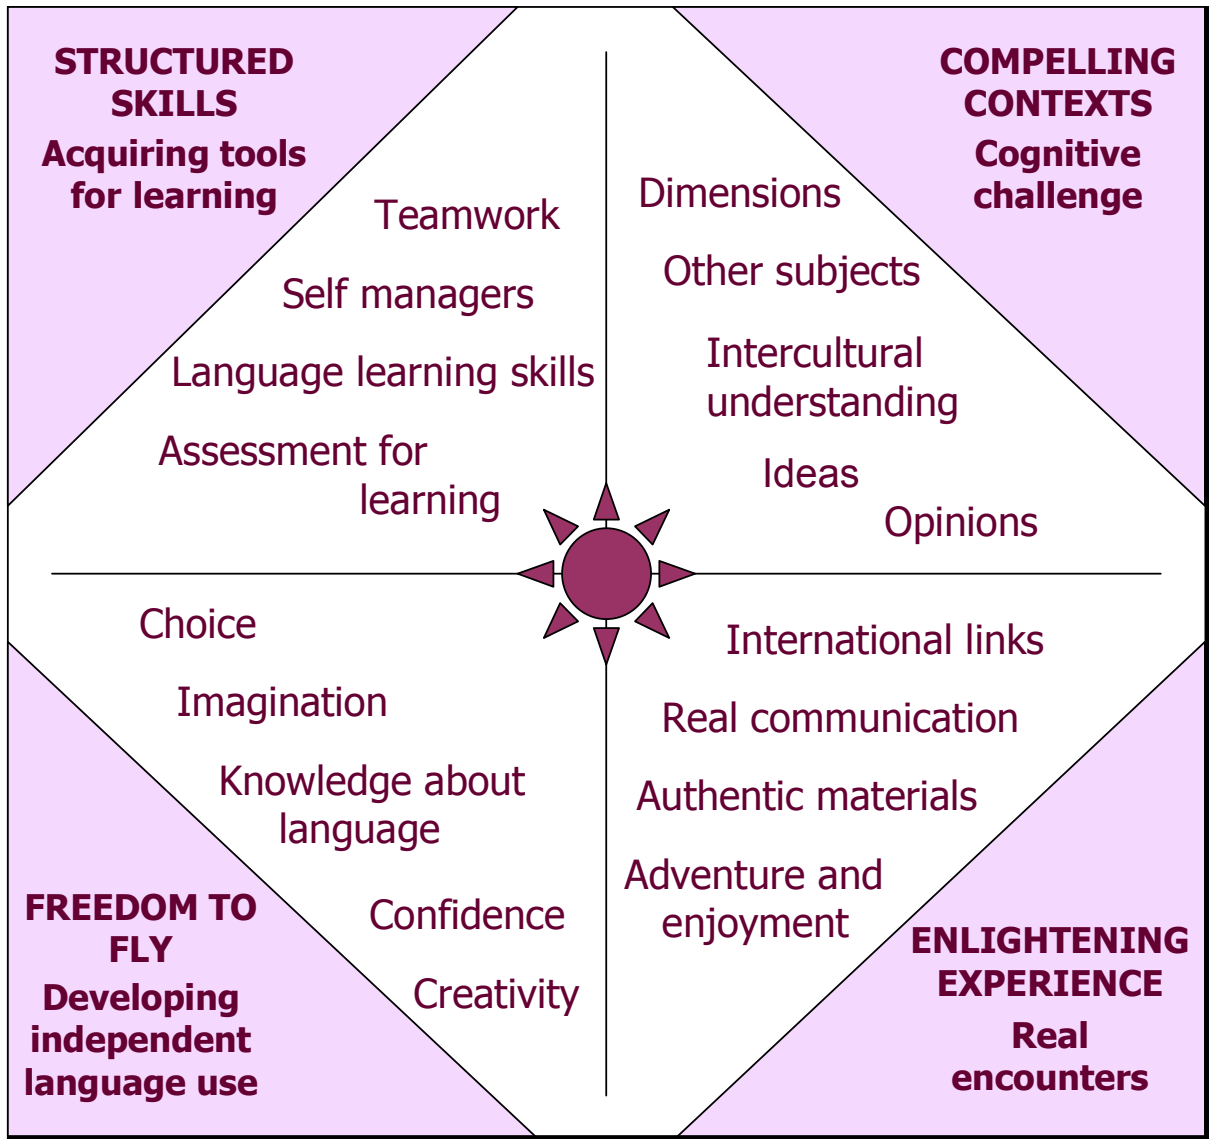 STRUCTURED
SKILLS
Acquiring tools
for learning
Teamwork
Self managers
Language learning skills
Assessment for
learning
COMPELLING
CONTEXTS
Cognitive
challenge
Dimensions
Other subjects
Intercultural
understanding
Ideas
Opinions
Choice
Imagination
Knowledge about
language
Confidence
Creativity
FREEDOM TO
FLY
Developing
independent
language use
International links
Real communication
Authentic materials
Adventure and
enjoyment
ENLIGHTENING
EXPERIENCE
Real
encounters